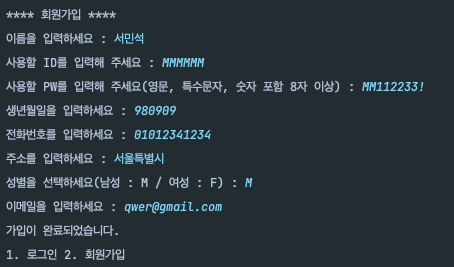 **** 회원가입 ****
이름을 입력하세요 : 서민석
사용할 ID를 입력해 주세요 : MMMMMM
사용할 PW를 입력해 주세요(영문, 특수문자, 숫자 포함 8자 이상) : MM112233!
생년월일을 입력하세요 : 980909
전화번호를 입력하세요 : 01012341234
주소를 입력하세요 : 서울특별시
성별을 선택하세요(남성 : M / 여성 : F) : M
이메일을 입력하세요 : qwer@gmail.com
가입이 완료되었습니다.
1. 로그인 2. 회원가입